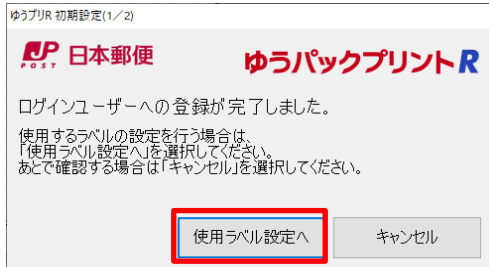 ゆうプリR 初期設定(1／2)
JP POST 日本郵便
ゆうパックプリントR
ログインユーザーへの登録が完了しました。
使用するラベルの設定を行う場合は、
「使用ラベル設定へ」を選択してください。
あとで確認する場合は「キャンセル」を選択してください。
使用ラベル設定へ
キャンセル